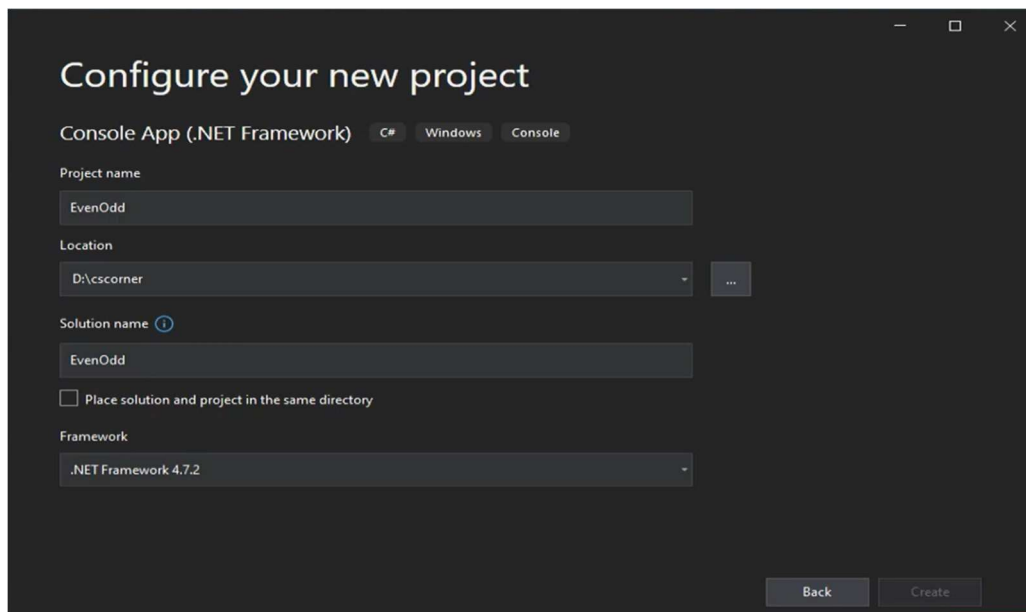 Configure your new project
Console App (.NET Framework) C# Windows Console
Project name
EvenOdd
Location
D:\cscorner
...
Solution name
EvenOdd
Place solution and project in the same directory
Framework
.NET Framework 4.7.2
Back Create